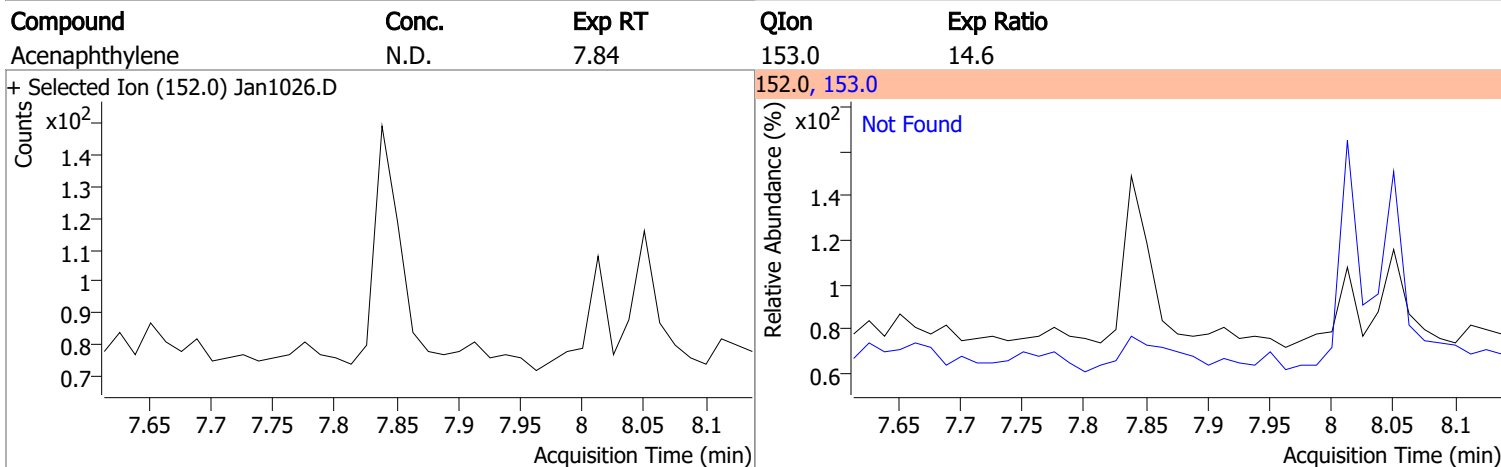 Compound Conc. Exp RT QIon Exp Ratio
Acenaphthylene N.D. 7.84 153.0 14.6
+ Selected Ion (152.0) Jan1026.D
Counts
x10²
1.4
1.3
1.2
1.1
1
0.9
0.8
0.7
7.65 7.7 7.75 7.8 7.85 7.9 7.95 8 8.05 8.1
Acquisition Time (min)
152.0, 153.0
Relative Abundance (%)
x10²
Not Found
1.4
1.2
1
0.8
0.6
7.65 7.7 7.75 7.8 7.85 7.9 7.95 8 8.05 8.1
Acquisition Time (min)